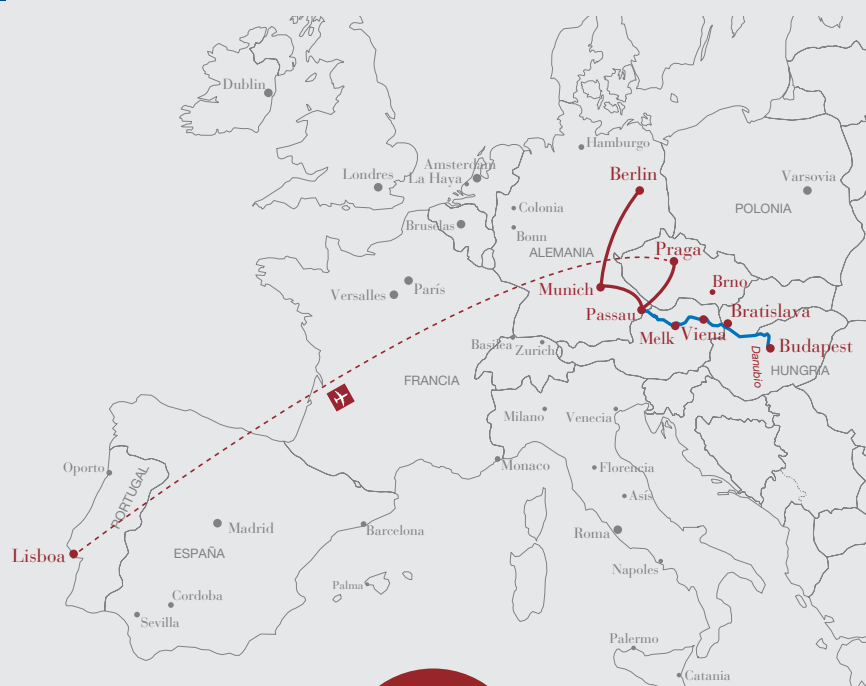 Dublin
Hamburgo
Amsterdam
Londres
La Haya
Berlin
Varsovia
Colonia
POLONIA
Bruselas
Bonn
ALEMANIA
Praga
Brno
Munich
París
Versalles
Passau
Bratislava
Melk
Viena
Budapest
Basilea
Zurich
Danubio
HUNGRIA
FRANCIA
Milano
Venecia
Oporto
PORTUGAL
Monaco
Florencia
Asís
Madrid
Barcelona
Roma
Lisboa
ESPAÑA
Napoles
Palma
Cordoba
Sevilla
Palermo
Catania